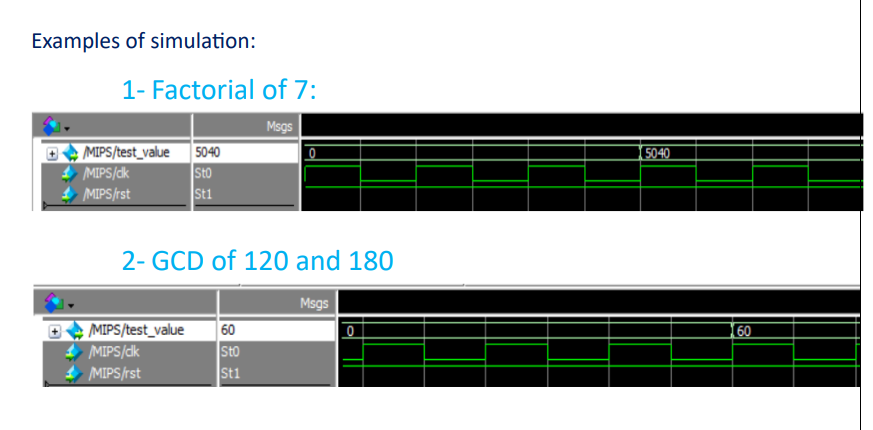 Examples of simulation:
1- Factorial of 7:
Msgs
/MIPS/test_value 5040 0 5040
/MIPS/clk St0
/MIPS/rst St1
2- GCD of 120 and 180
Msgs
/MIPS/test_value 60 0 60
/MIPS/clk St0
/MIPS/rst St1